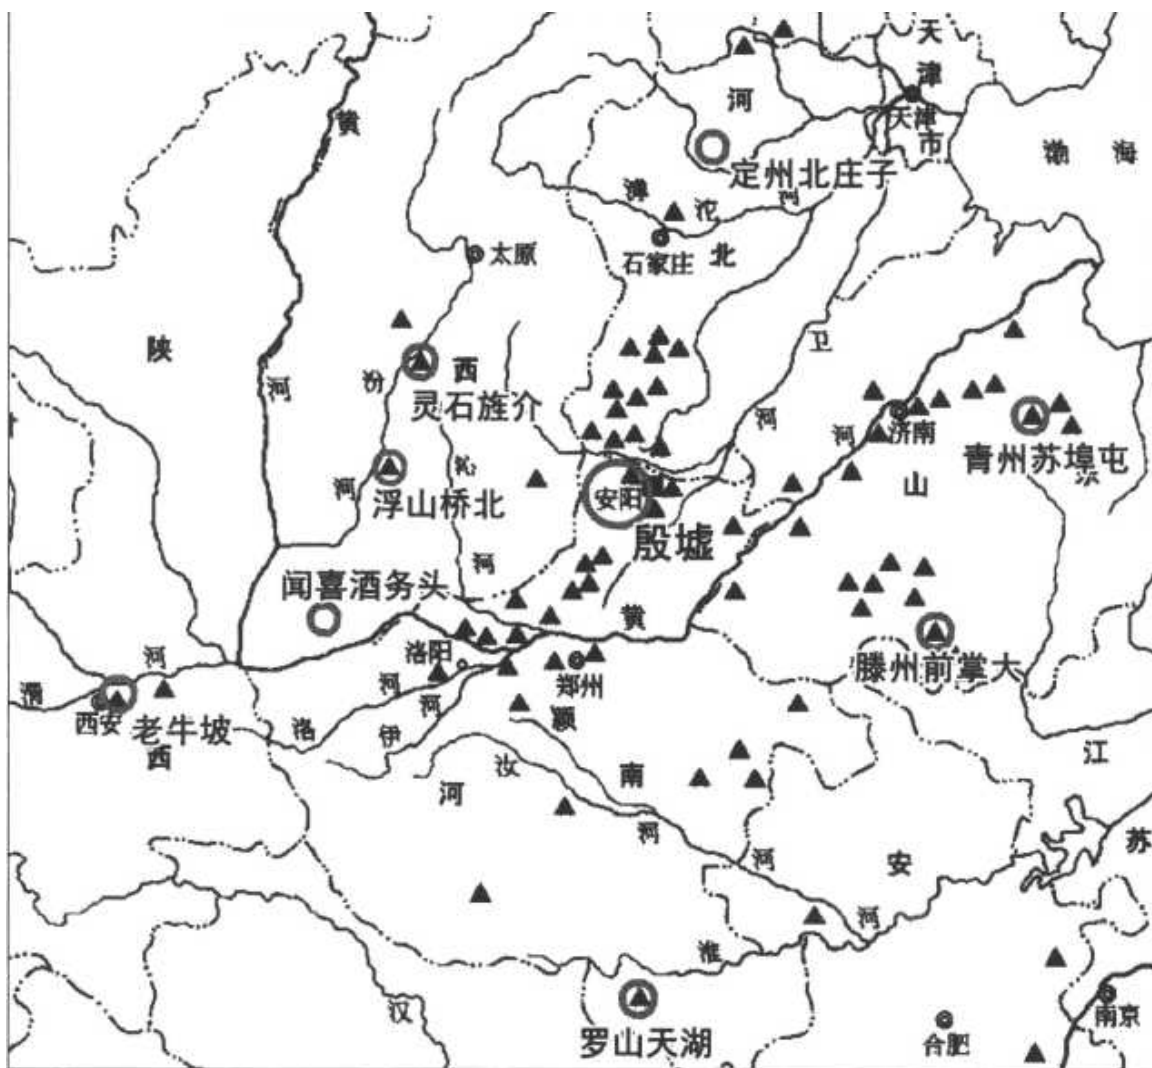 天
津
市
天津
黄
河
河
定州北庄子
渤 海
滹
沱
河
太原
石家庄
北
陕
河
汾
西
灵石旌介
卫
河
河
济南
山
青州苏埠屯
沁
河
浮山桥北
安阳
殷墟
河
闻喜酒务头
黄
洛阳
郑州
滕州前掌大
渭
河
西安
老牛坡
西
洛
河
伊
河
颍
汝
南
河
河
江
苏
河
安
河
淮
汉
罗山天湖
合肥
南京